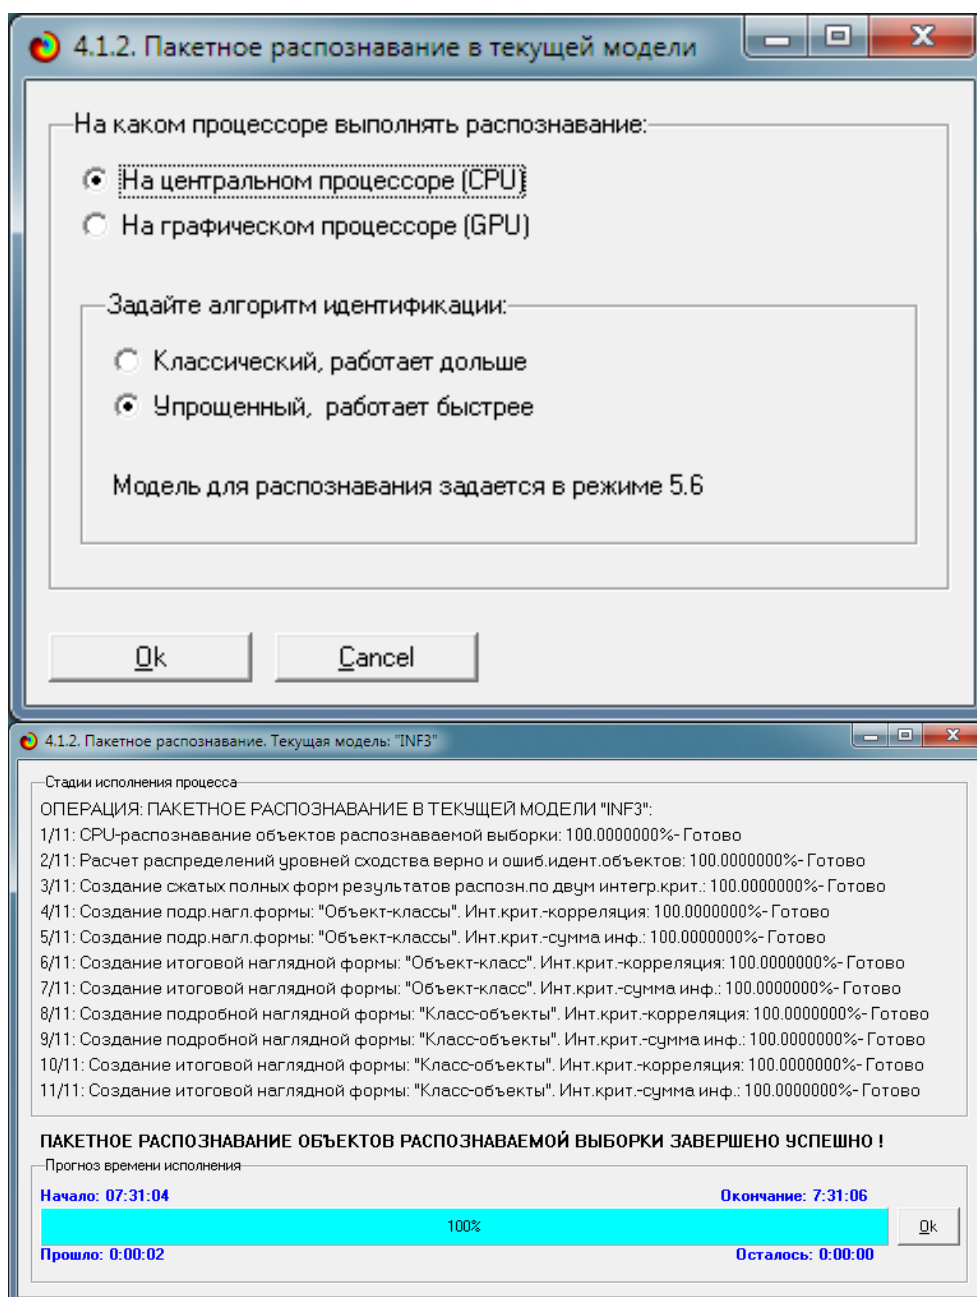 4.1.2. Пакетное распознавание в текущей модели
На каком процессоре выполнять распознавание:
На центральном процессоре (CPU)
На графическом процессоре (GPU)
Задайте алгоритм идентификации:
Классический, работает дольше
Упрощенный, работает быстрее
Модель для распознавания задается в режиме 5.6
Ok Cancel
4.1.2. Пакетное распознавание. Текущая модель: "INF3"
Стадии исполнения процесса
ОПЕРАЦИЯ: ПАКЕТНОЕ РАСПОЗНАВАНИЕ В ТЕКУЩЕЙ МОДЕЛИ "INF3":
1/11: CPU-распознавание объектов распознаваемой выборки: 100.0000000%- Готово
2/11: Расчет распределений уровней сходства верно и ошиб.идент.объектов: 100.0000000%- Готово
3/11: Создание сжатых полных форм результатов распозн.по двум интегр.крит.: 100.0000000%- Готово
4/11: Создание подр.нагл.формы: "Объект-классы". Инт.крит.-корреляция: 100.0000000%- Готово
5/11: Создание подр.нагл.формы: "Объект-классы". Инт.крит.-сумма инф.: 100.0000000%- Готово
6/11: Создание итоговой наглядной формы: "Объект-класс". Инт.крит.-корреляция: 100.0000000%- Готово
7/11: Создание итоговой наглядной формы: "Объект-класс". Инт.крит.-сумма инф.: 100.0000000%- Готово
8/11: Создание подробной наглядной формы: "Класс-объекты". Инт.крит.-корреляция: 100.0000000%- Готово
9/11: Создание подробной наглядной формы: "Класс-объекты". Инт.крит.-сумма инф.: 100.0000000%- Готово
10/11: Создание итоговой наглядной формы: "Класс-объекты". Инт.крит.-корреляция: 100.0000000%- Готово
11/11: Создание итоговой наглядной формы: "Класс-объекты". Инт.крит.-сумма инф.: 100.0000000%- Готово
ПАКЕТНОЕ РАСПОЗНАВАНИЕ ОБЪЕКТОВ РАСПОЗНАВАЕМОЙ ВЫБОРКИ ЗАВЕРШЕНО УСПЕШНО !
Прогноз времени исполнения
Начало: 07:31:04 Окончание: 7:31:06
100% Ok
Прошло: 0:00:02 Осталось: 0:00:00